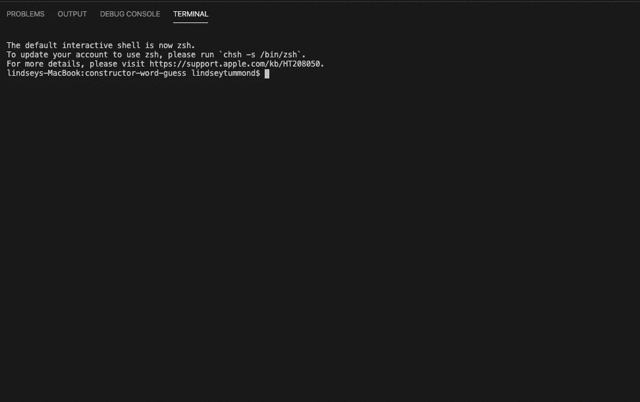 PROBLEMS OUTPUT DEBUG CONSOLE TERMINAL
The default interactive shell is now zsh.
To update your account to use zsh, please run `chsh -s /bin/zsh`.
For more details, please visit https://support.apple.com/kb/HT208050.
lindseys-MacBook:constructor-word-guess lindseytummond$